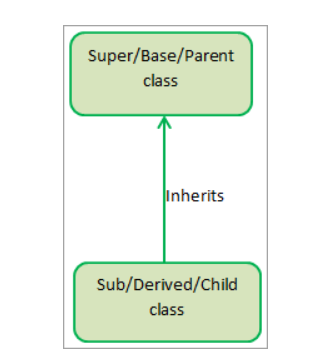 Super/Base/Parent
class
Inherits
Sub/Derived/Child
class